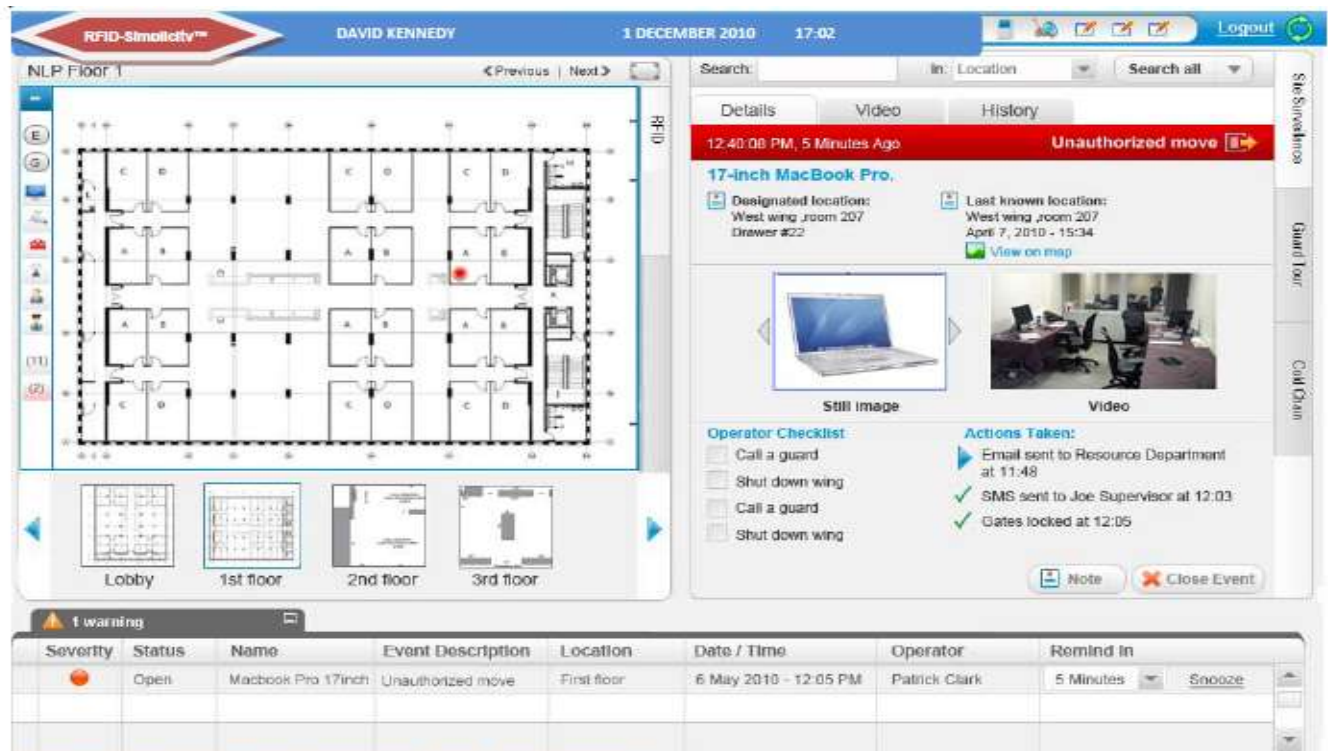 RFID-Simplicity™
DAVID KENNEDY
1 DECEMBER 2010 17:02
Logout
NLP Floor 1
Previous | Next
RFID
E
G
(11)
(2)
Lobby
1st floor
2nd floor
3rd floor
Search:
In: Location
Search all
Details
Video
History
12:40:08 PM, 5 Minutes Ago
Unauthorized move
17-inch MacBook Pro.
Designated location:
West wing ,room 207
Drawer #22
Last known location:
West wing ,room 207
April 7, 2010 - 15:34
View on map
Still image
Video
Operator Checklist
Call a guard
Shut down wing
Call a guard
Shut down wing
Actions Taken:
Email sent to Resource Department
at 11:48
SMS sent to Joe Supervisor at 12:03
Gates locked at 12:05
Note
Close Event
Site Survailance
Guard Tour
Cold Chain
1 warning
Severity Status Name Event Description Location Date / Time Operator Remind In
Open Macbook Pro 17inch Unauthorized move First floor 6 May 2010 - 12:05 PM Patrick Clark 5 Minutes Snooze